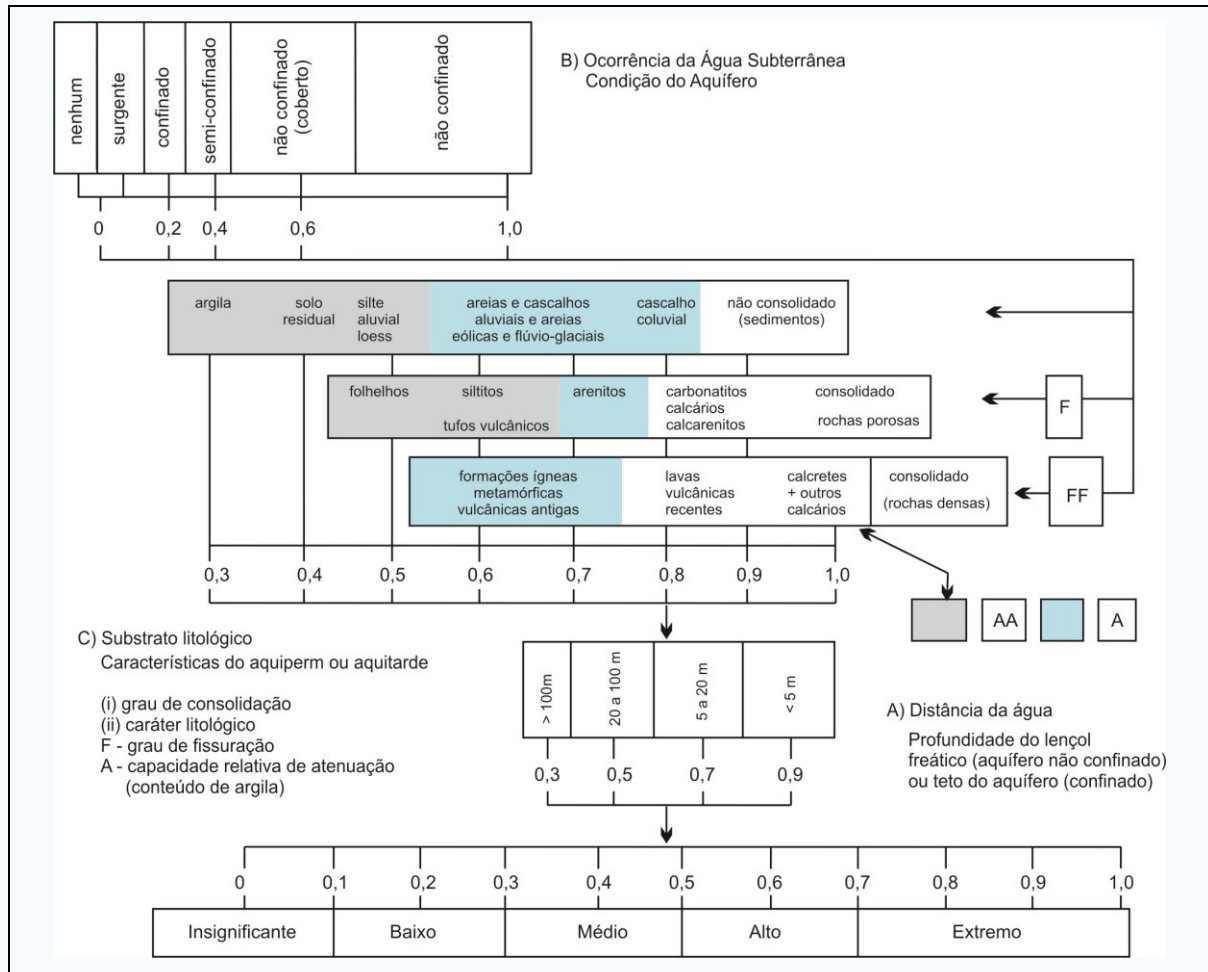 B) Ocorrência da Água Subterrânea
Condição do Aquífero
nenhum
surgente
confinado
semi-confinado
não confinado
(coberto)
não confinado
0 0,2 0,4 0,6 1,0
argila
solo
residual
silte
aluvial
loess
areias e cascalhos
aluviais e areias
eólicas e flúvio-glaciais
cascalho
coluvial
não consolidado
(sedimentos)
folhelhos
siltitos
tufos vulcânicos
arenitos
carbonatitos
calcários
calcarenitos
consolidado
rochas porosas
F
formações ígneas
metamórficas
vulcânicas antigas
lavas
vulcânicas
recentes
calcretes
+ outros
calcários
consolidado
(rochas densas)
FF
0,3 0,4 0,5 0,6 0,7 0,8 0,9 1,0
AA
A
C) Substrato litológico
Características do aquiperm ou aquitarde
(i) grau de consolidação
(ii) caráter litológico
F - grau de fissuração
A - capacidade relativa de atenuação
(conteúdo de argila)
> 100m
20 a 100 m
5 a 20 m
< 5 m
0,3 0,5 0,7 0,9
A) Distância da água
Profundidade do lençol
freático (aquífero não confinado)
ou teto do aquífero (confinado)
0 0,1 0,2 0,3 0,4 0,5 0,6 0,7 0,8 0,9 1,0
Insignificante Baixo Médio Alto Extremo